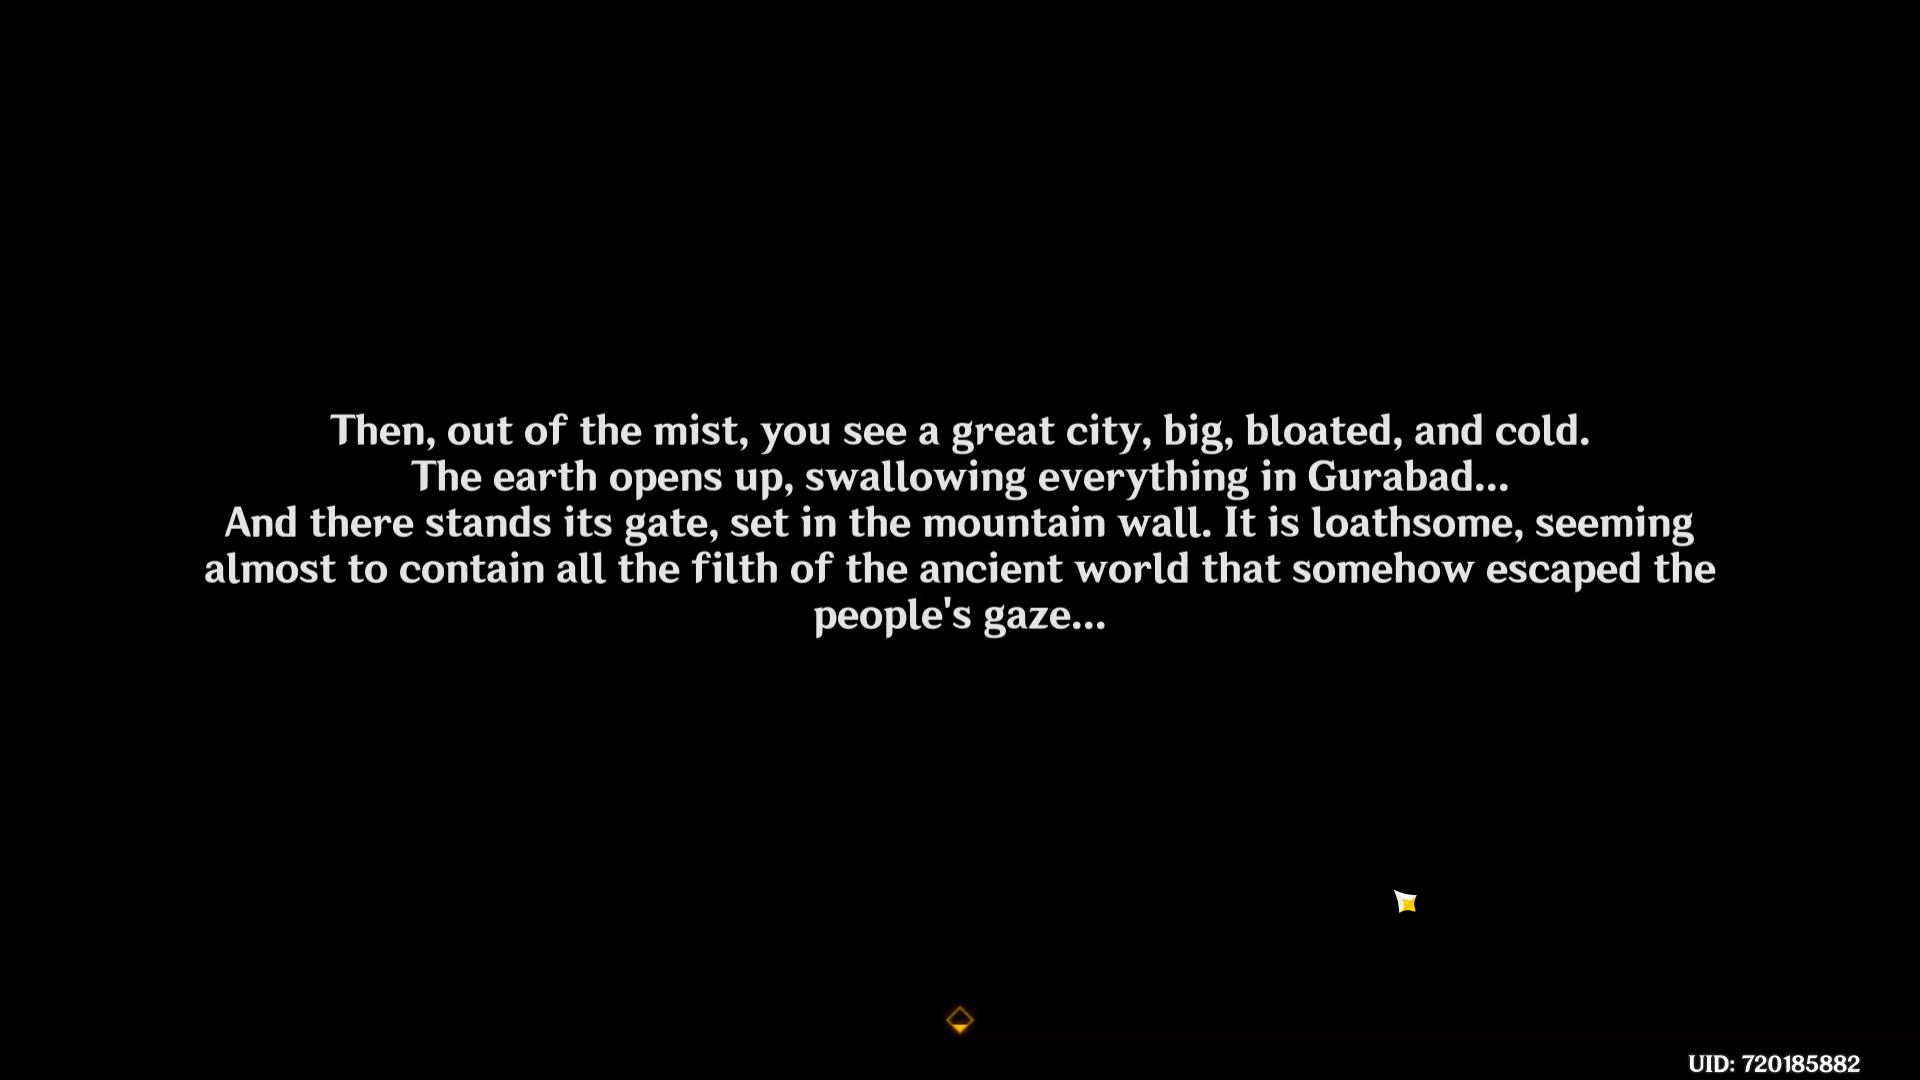 Then, out of the mist, you see a great city, big, bloated, and cold.
The earth opens up, swallowing everything in Gurabad...
And there stands its gate, set in the mountain wall. It is loathsome, seeming
almost to contain all the filth of the ancient world that somehow escaped the
people's gaze...
UID: 720185882